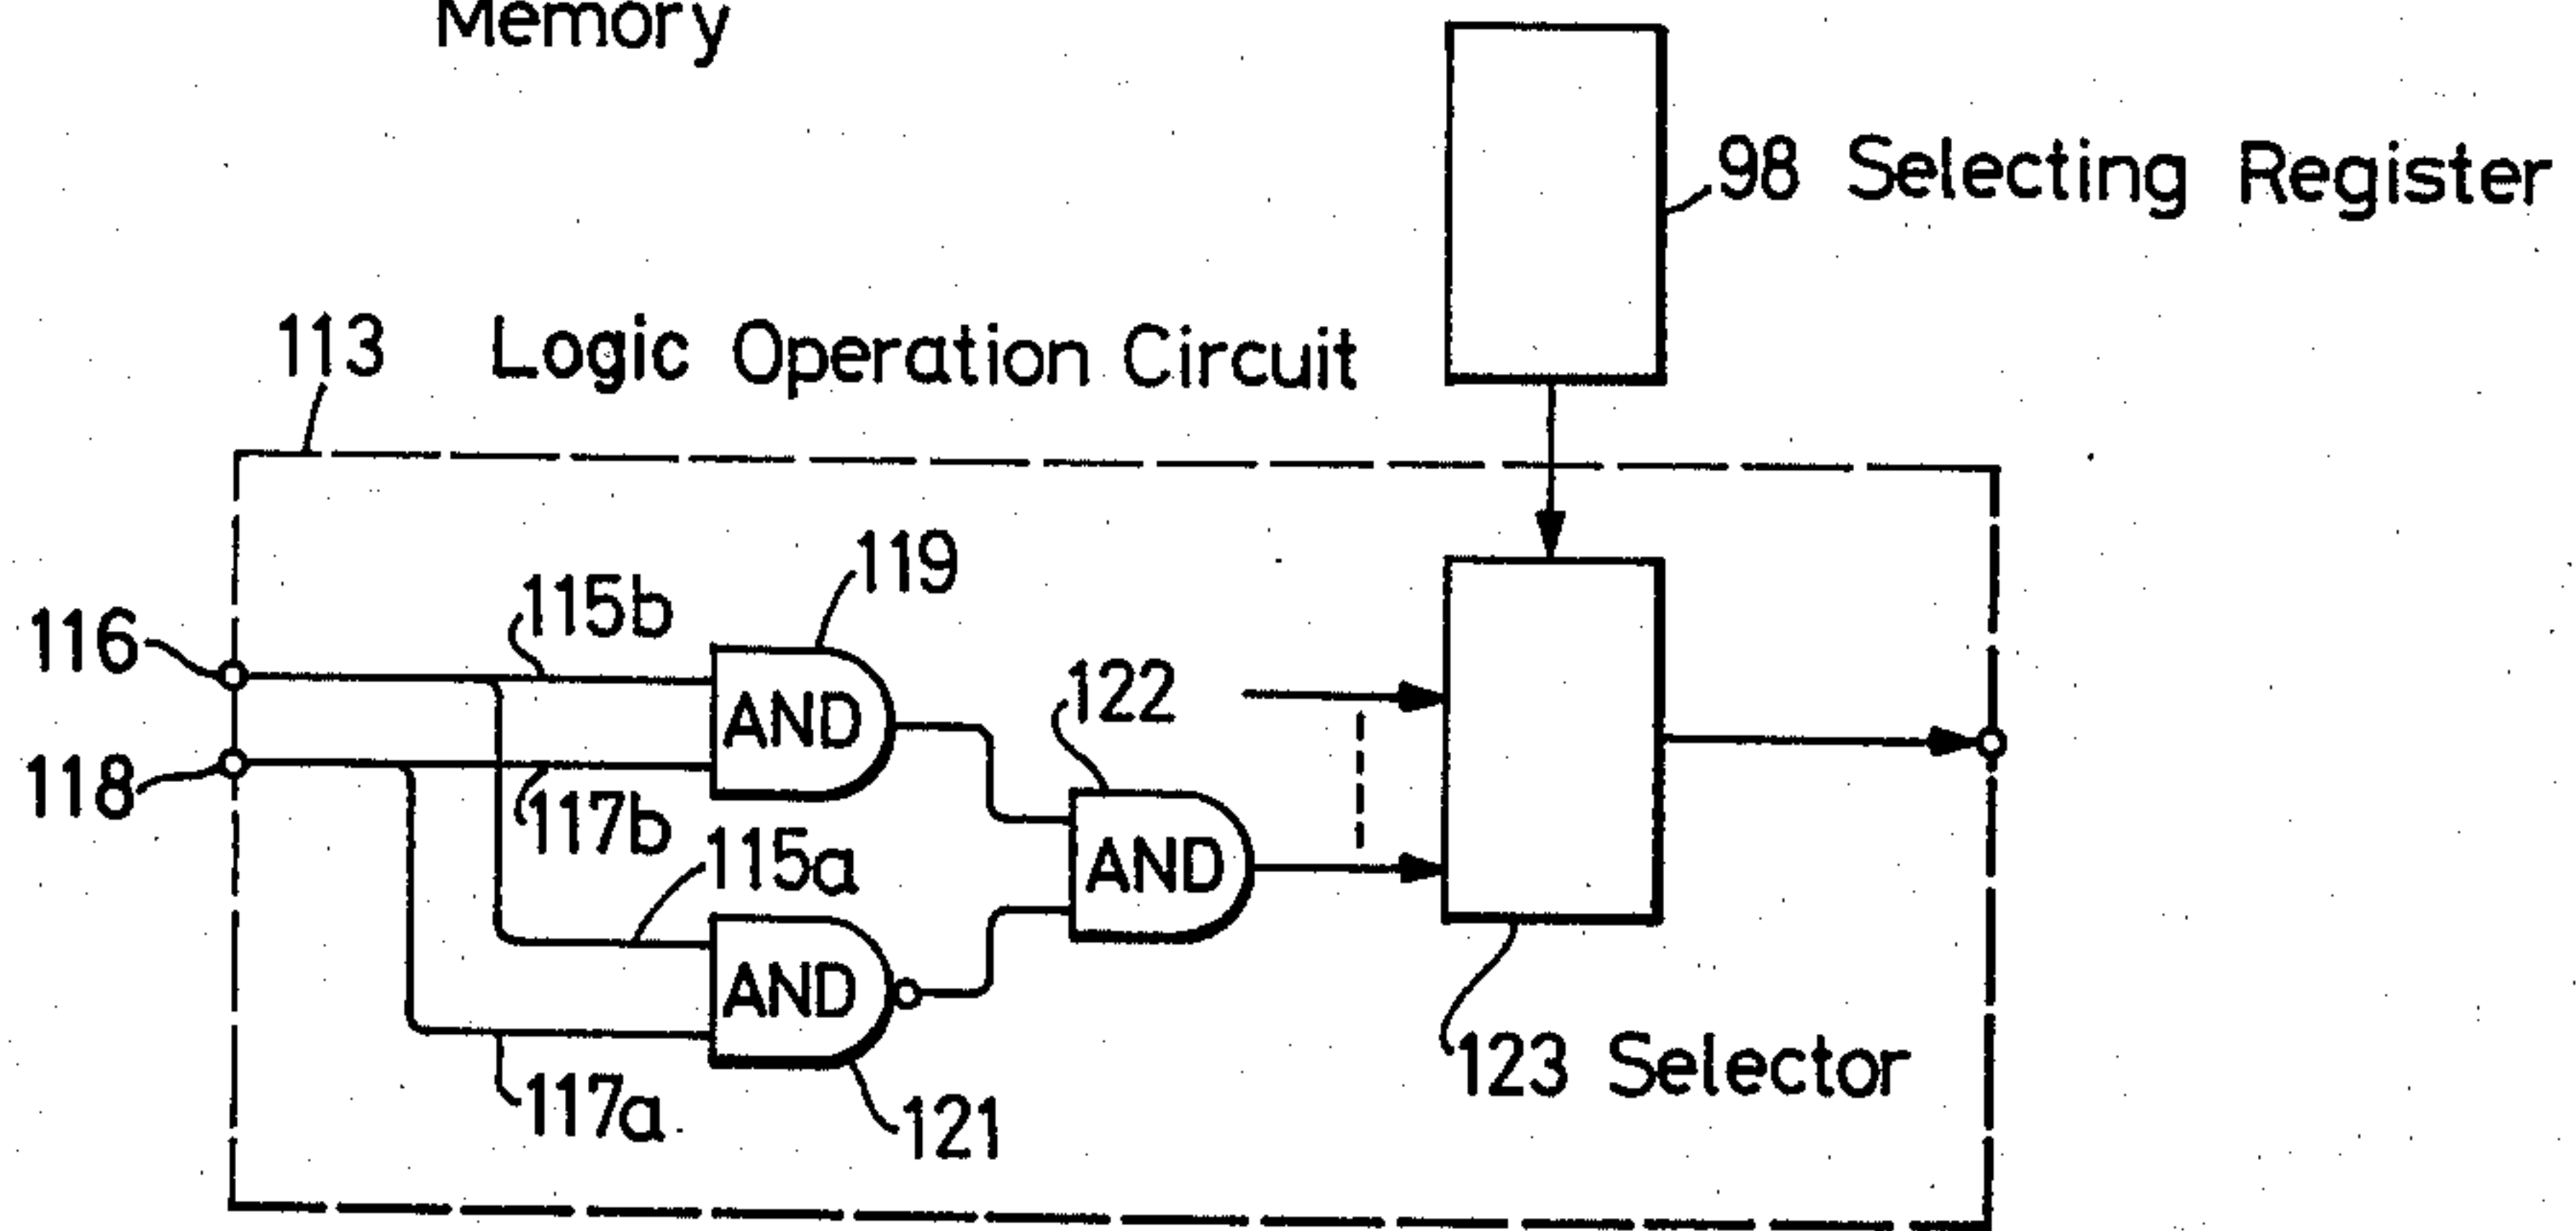 Memory
98 Selecting Register
113 Logic Operation Circuit
119
115b
116
122
AND
118
117b
115a
AND
AND
123 Selector
117a
121